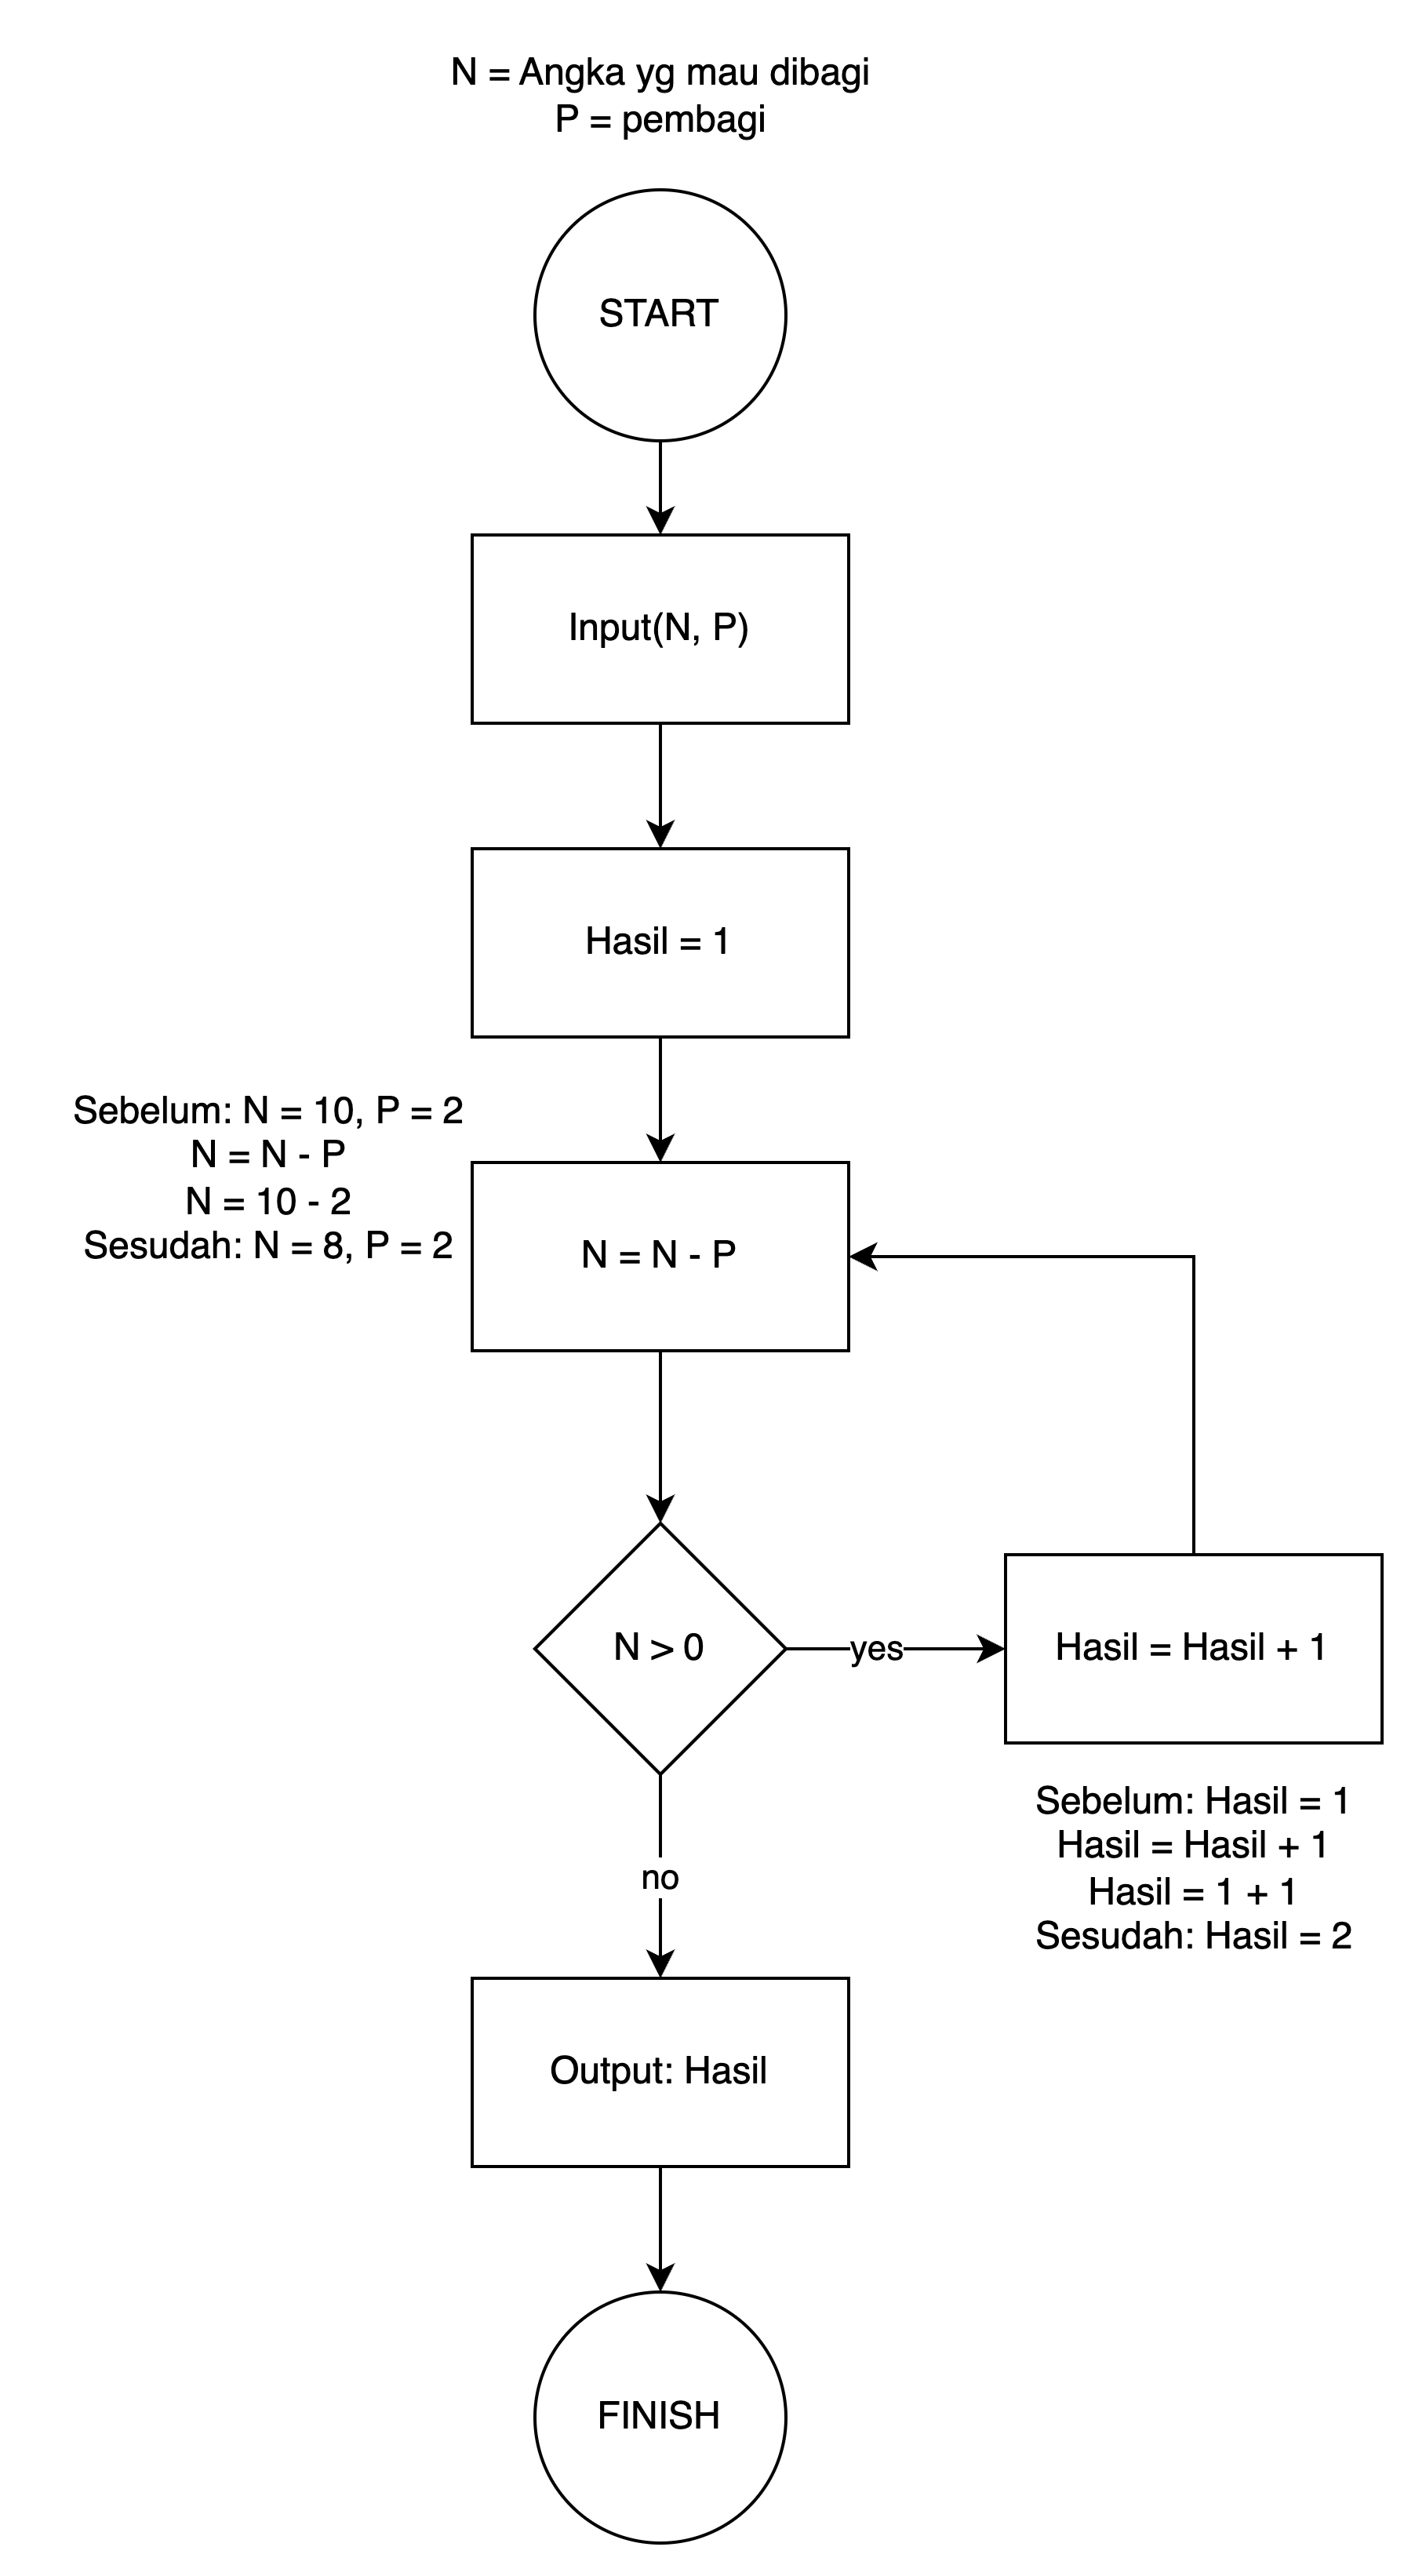 N = Angka yg mau dibagi
P = pembagi
START
Input(N, P)
Hasil = 1
Sebelum: N = 10, P = 2
N = N - P
N = 10 - 2
Sesudah: N = 8, P = 2
N = N - P
N > 0
yes
Hasil = Hasil + 1
Sebelum: Hasil = 1
Hasil = Hasil + 1
Hasil = 1 + 1
Sesudah: Hasil = 2
no
Output: Hasil
FINISH